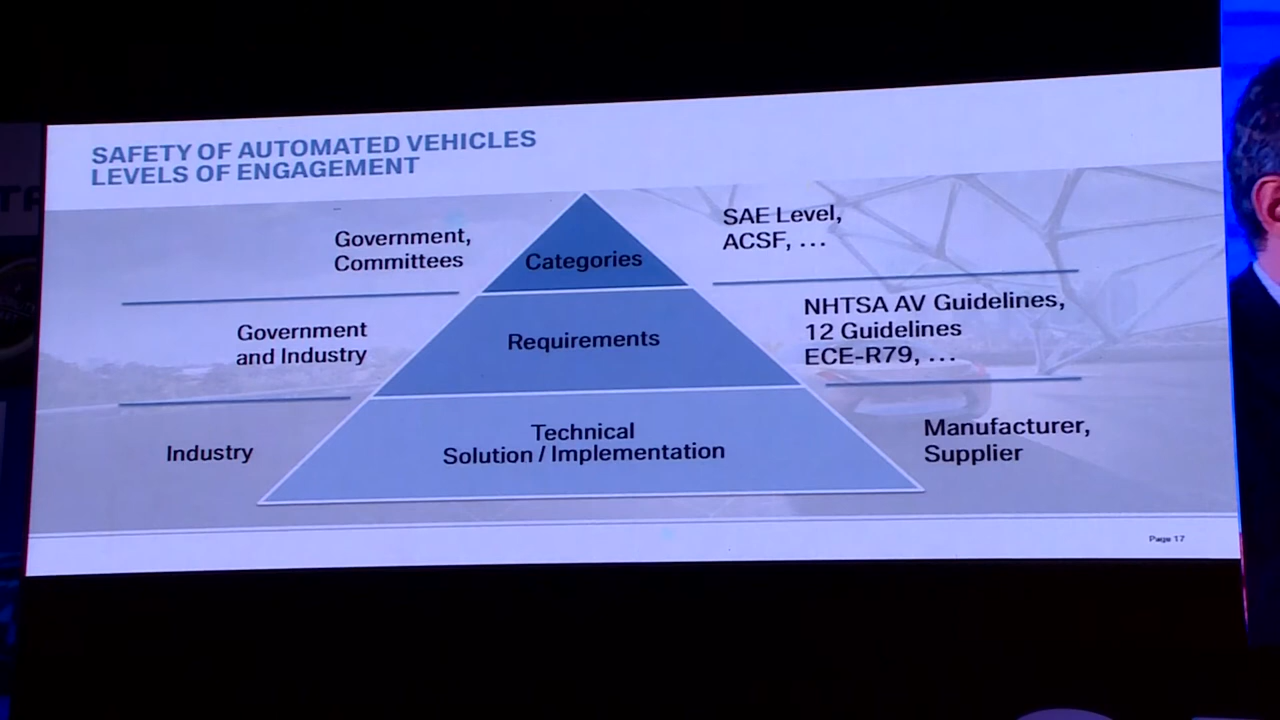 SAFETY OF AUTOMATED VEHICLES
LEVELS OF ENGAGEMENT
Government,
Committees
Categories
SAE Level,
ACSF, ...
Government
and Industry
Requirements
NHTSA AV Guidelines,
12 Guidelines
ECE-R79, ...
Industry
Technical
Solution / Implementation
Manufacturer,
Supplier
Page 17